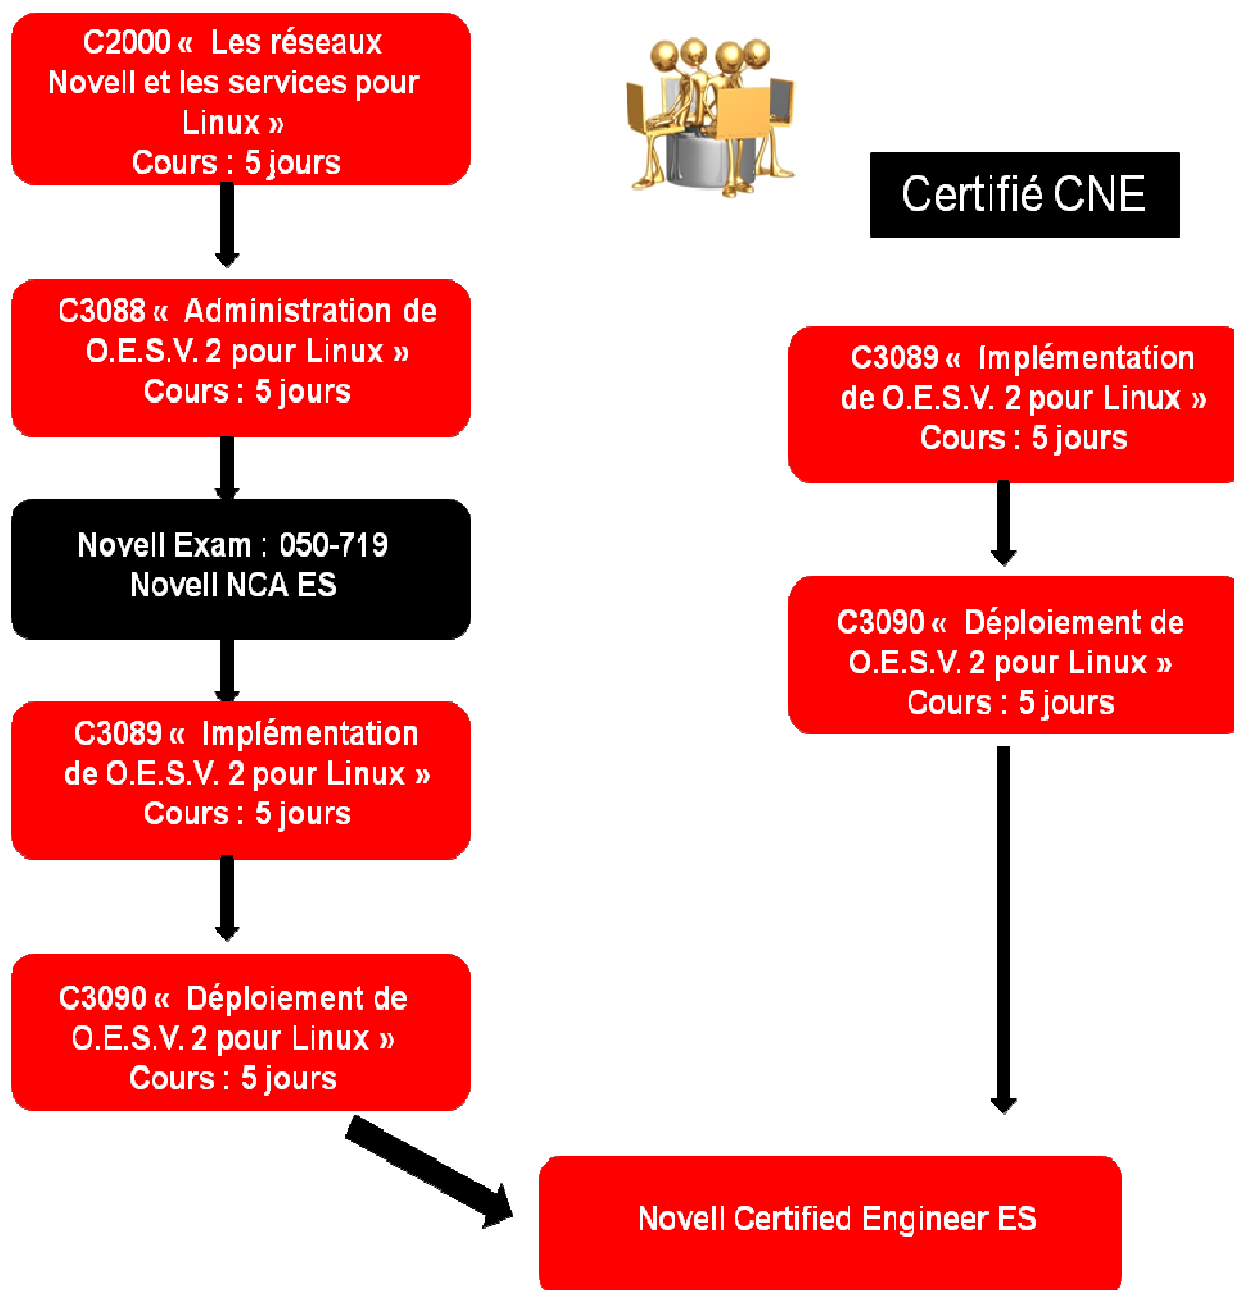 C2000 «  Les réseaux
Novell et les services pour
Linux »
Cours : 5 jours
C3088 «  Administration de
O.E.S.V. 2 pour Linux »
Cours : 5 jours
Novell Exam : 050-719
Novell NCA ES
C3089 «  Implémentation
de O.E.S.V. 2 pour Linux »
Cours : 5 jours
C3090 «  Déploiement de
O.E.S.V. 2 pour Linux »
Cours : 5 jours
Certifié CNE
C3089 «  Implémentation
de O.E.S.V. 2 pour Linux »
Cours : 5 jours
C3090 «  Déploiement de
O.E.S.V. 2 pour Linux »
Cours : 5 jours
Novell Certified Engineer ES